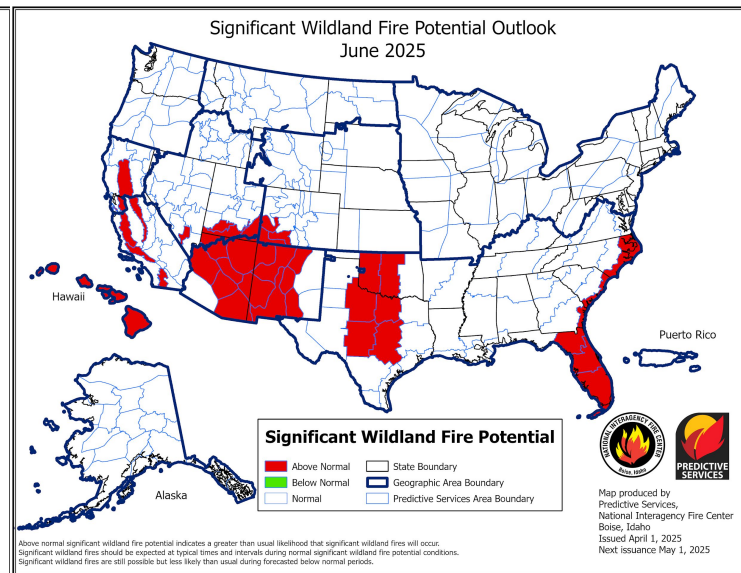 Significant Wildland Fire Potential Outlook
June 2025
Hawaii
Puerto Rico
Alaska
Significant Wildland Fire Potential
Above Normal
Below Normal
Normal
State Boundary
Geographic Area Boundary
Predictive Services Area Boundary
NATIONAL INTERAGENCY FIRE CENTER
Boise, Idaho
PREDICTIVE
SERVICES
Map produced by
Predictive Services,
National Interagency Fire Center
Boise, Idaho
Issued April 1, 2025
Next issuance May 1, 2025
Above normal significant wildland fire potential indicates a greater than usual likelihood that significant wildland fires will occur.
Significant wildland fires should be expected at typical times and intervals during normal significant wildland fire potential conditions.
Significant wildland fires are still possible but less likely than usual during forecasted below normal periods.